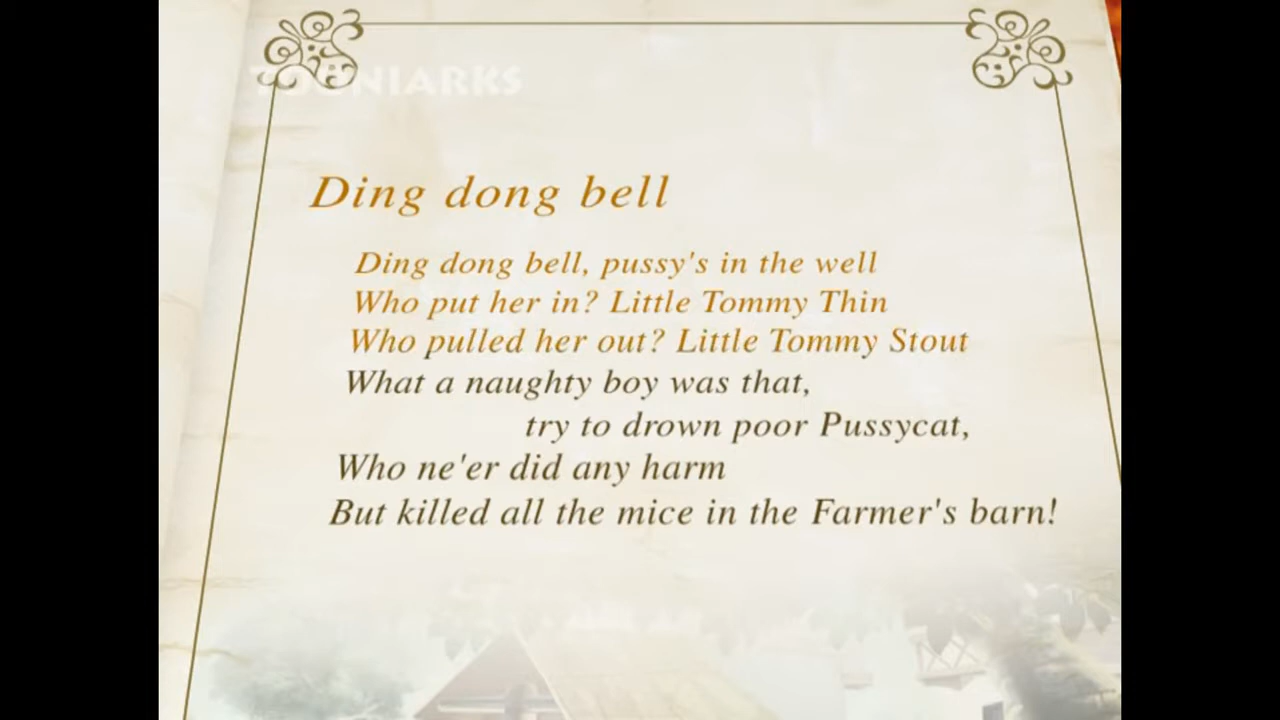 TOONIARKS
Ding dong bell
Ding dong bell, pussy's in the well
Who put her in? Little Tommy Thin
Who pulled her out? Little Tommy Stout
What a naughty boy was that,
try to drown poor Pussycat,
Who ne'er did any harm
But killed all the mice in the Farmer's barn!